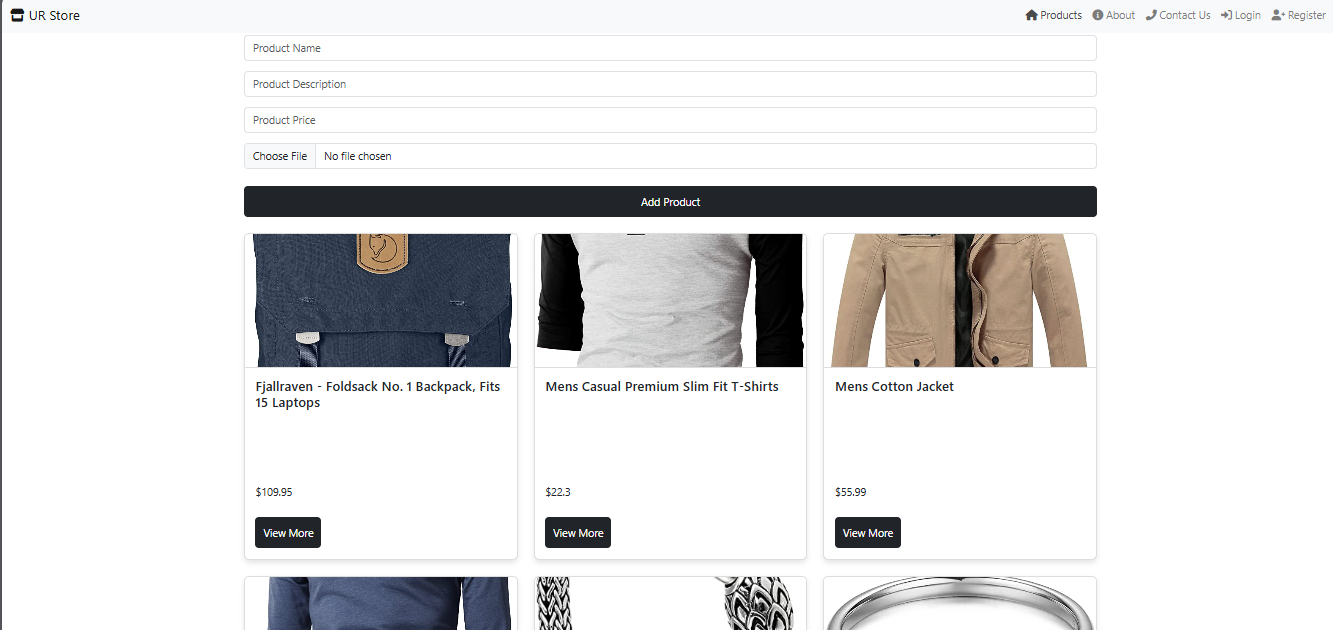 UR Store
Products
About
Contact Us
Login
Register
Product Name
Product Description
Product Price
Choose File
No file chosen
Add Product
Fjallraven - Foldsack No. 1 Backpack, Fits
15 Laptops
$109.95
View More
Mens Casual Premium Slim Fit T-Shirts
$22.3
View More
Mens Cotton Jacket
$55.99
View More